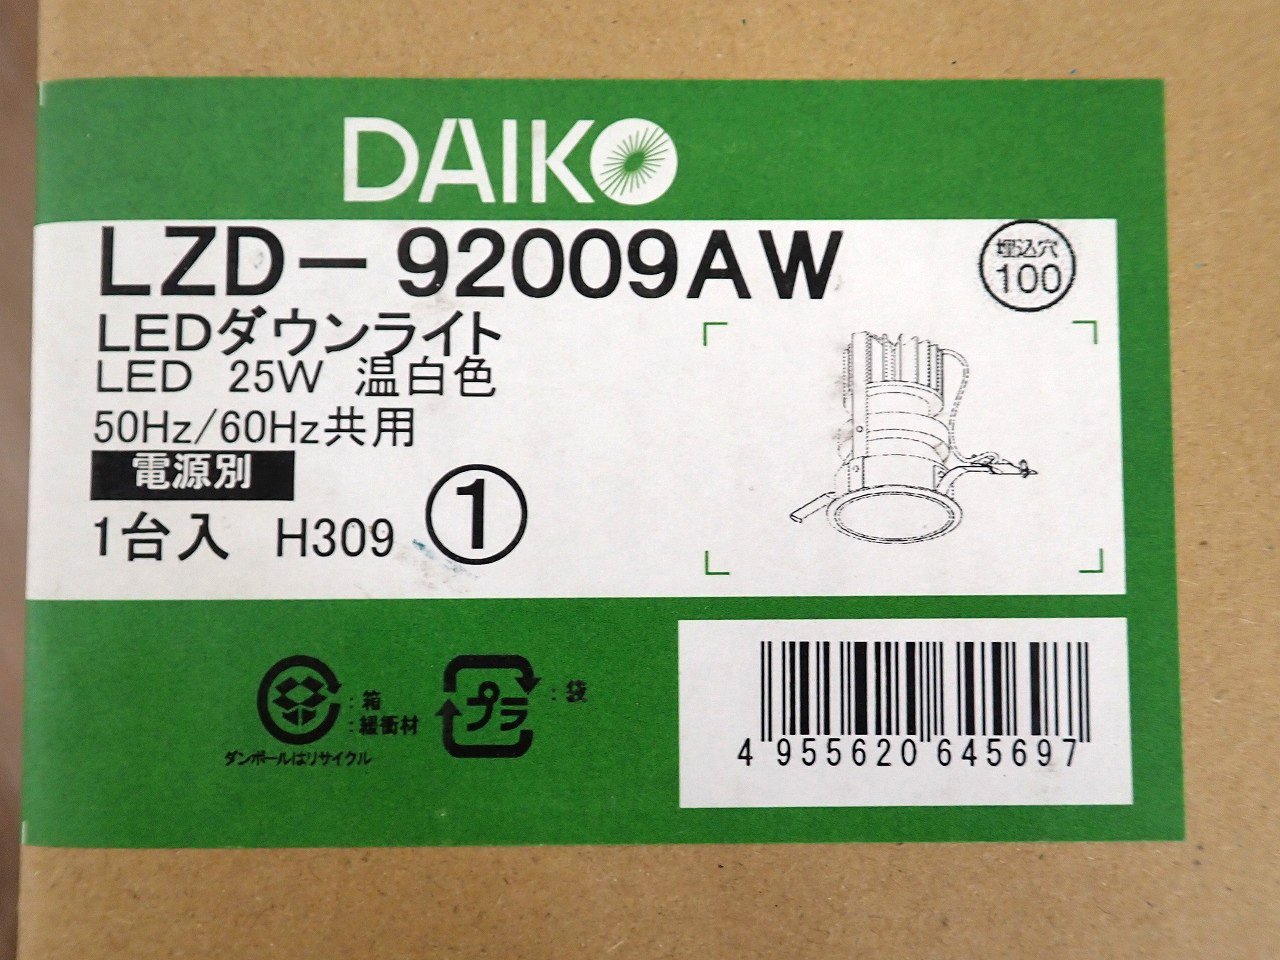 DAIKO
LZD-92009AW
埋込穴
100
LEDダウンライト
LED 25W 温白色
50Hz/60Hz共用
電源別
1台入 H309 ①
:箱
:緩衝材
ダンボールはリサイクル
プラ
:袋
4 955620 645697